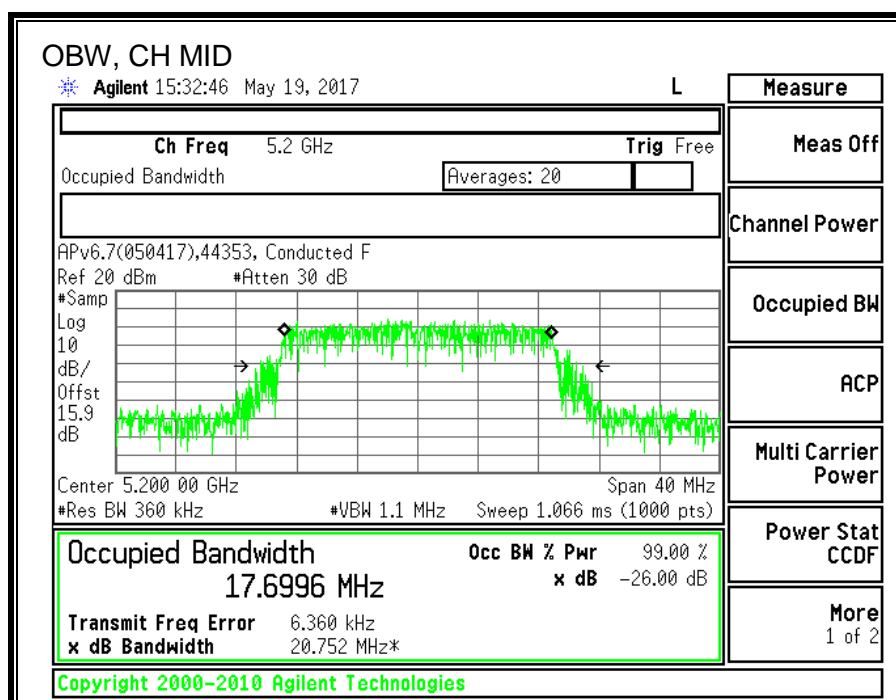 OBW, CH MID
Agilent 15:32:46 May 19, 2017 L
Ch Freq 5.2 GHz Trig Free
Occupied Bandwidth Averages: 20
APv6.7(050417),44353, Conducted F
Ref 20 dBm #Atten 30 dB
#Samp
Log
10
dB/
Offst
15.9
dB
Center 5.200 00 GHz Span 40 MHz
#Res BW 360 kHz #VBW 1.1 MHz Sweep 1.066 ms (1000 pts)
Occupied Bandwidth Occ BW % Pwr 99.00 %
17.6996 MHz x dB -26.00 dB
Transmit Freq Error 6.360 kHz
x dB Bandwidth 20.752 MHz*
Copyright 2000-2010 Agilent Technologies
Measure
Meas Off
Channel Power
Occupied BW
ACP
Multi Carrier
Power
Power Stat
CCDF
More
1 of 2